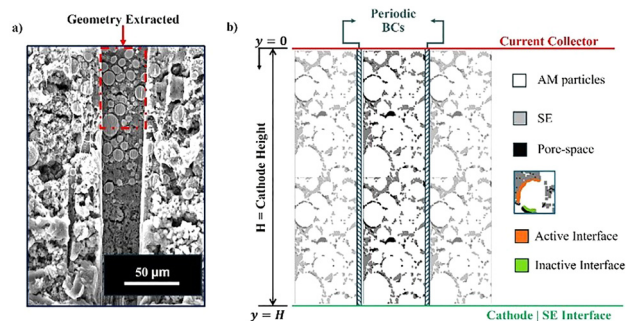 Geometry Extracted
a)
50 µm
b)
Periodic
BCs
y = 0
Current Collector
H = Cathode Height
y = H
Cathode | SE Interface
AM particles
SE
Pore-space
Active Interface
Inactive Interface